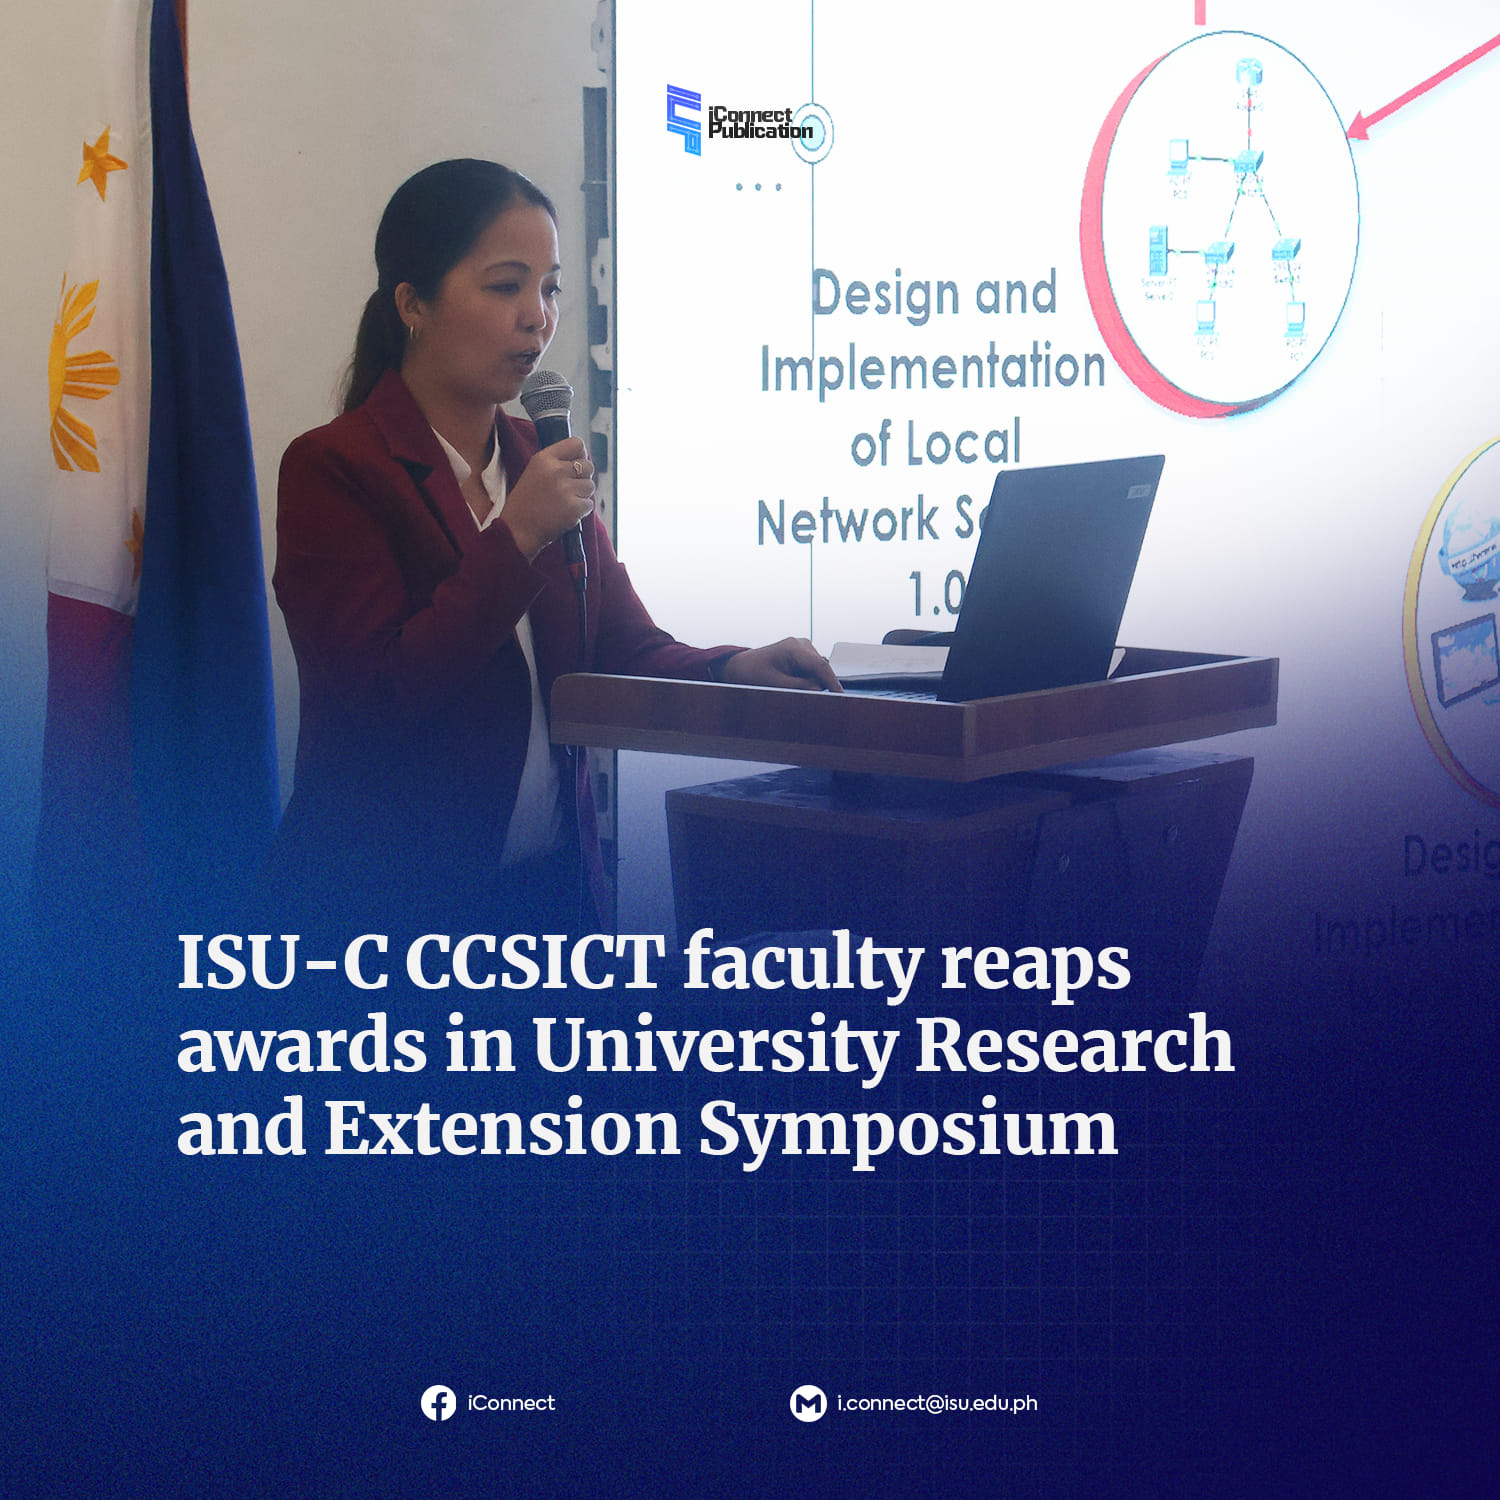 iConnect
Publication
Design and
Implementation
of Local
Network
1.0
ISU-C CCSICT faculty reaps
awards in University Research
and Extension Symposium
iConnect
i.connect@isu.edu.ph